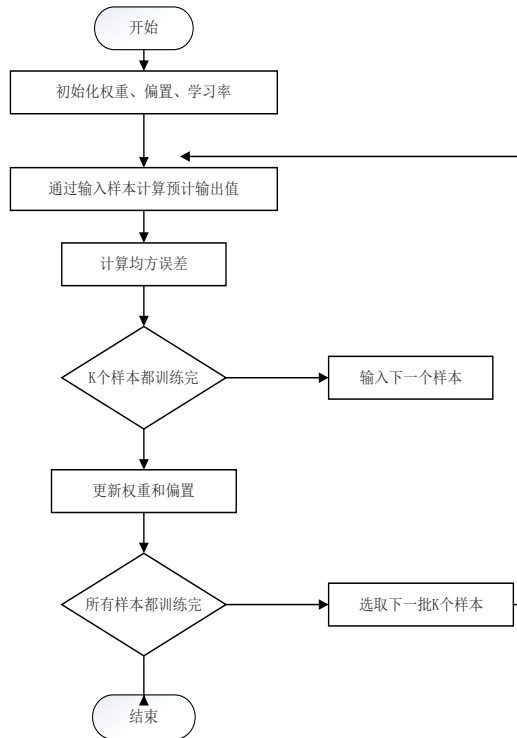 开始
初始化权重、偏置、学习率
通过输入样本计算预计输出值
计算均方误差
K个样本都训练完
输入下一个样本
更新权重和偏置
所有样本都训练完
选取下一批K个样本
结束